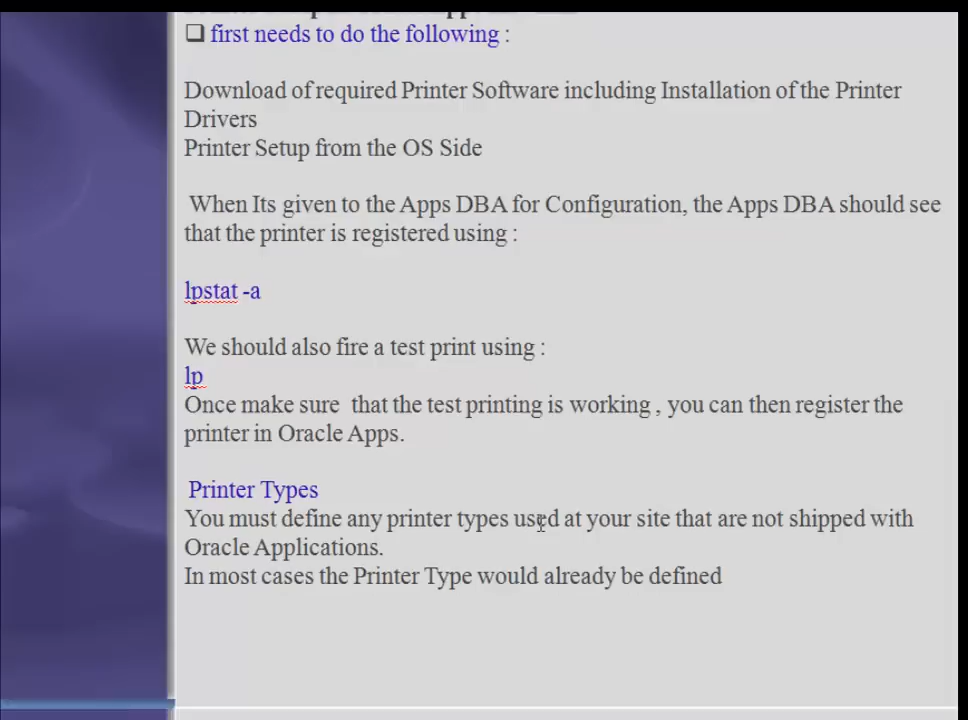 ❑ first needs to do the following :
Download of required Printer Software including Installation of the Printer
Drivers
Printer Setup from the OS Side
When Its given to the Apps DBA for Configuration, the Apps DBA should see
that the printer is registered using :
lpstat -a
We should also fire a test print using :
lp
Once make sure that the test printing is working , you can then register the
printer in Oracle Apps.
Printer Types
You must define any printer types used at your site that are not shipped with
Oracle Applications.
In most cases the Printer Type would already be defined